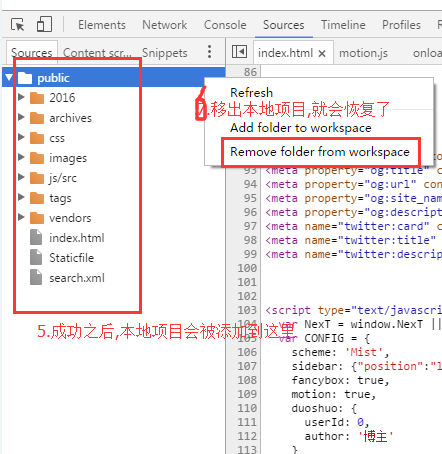 Elements Network Sources Timeline Profiles Res
Sources Content scr... Snippets index.html motion.js onloa
public
2016
archives
css
images
js/src
tags
vendors
index.html
Staticfile
search.xml
Refresh
.移出本地项目,就会恢复了
Add folder to workspace
Remove folder from workspace
5.成功之后,本地项目会被添加到这里
86
93 <meta property="og:title" c
94 <meta property="og:url" con
95 <meta property="og:site_nam
96 <meta property="og:descript
97 <meta name="twitter:card" c
98 <meta name="twitter:title"
99 <meta name="twitter:descrip
100
101
102
103 <script type="text/javascri
104 var NexT = window.NexT ||
105 var CONFIG = {
106 scheme: 'Mist',
107 sidebar: {"position":"l
108 fancybox: true,
109 motion: true,
110 duoshuo: {
111 userId: 0,
112 author: '博主'
113 }